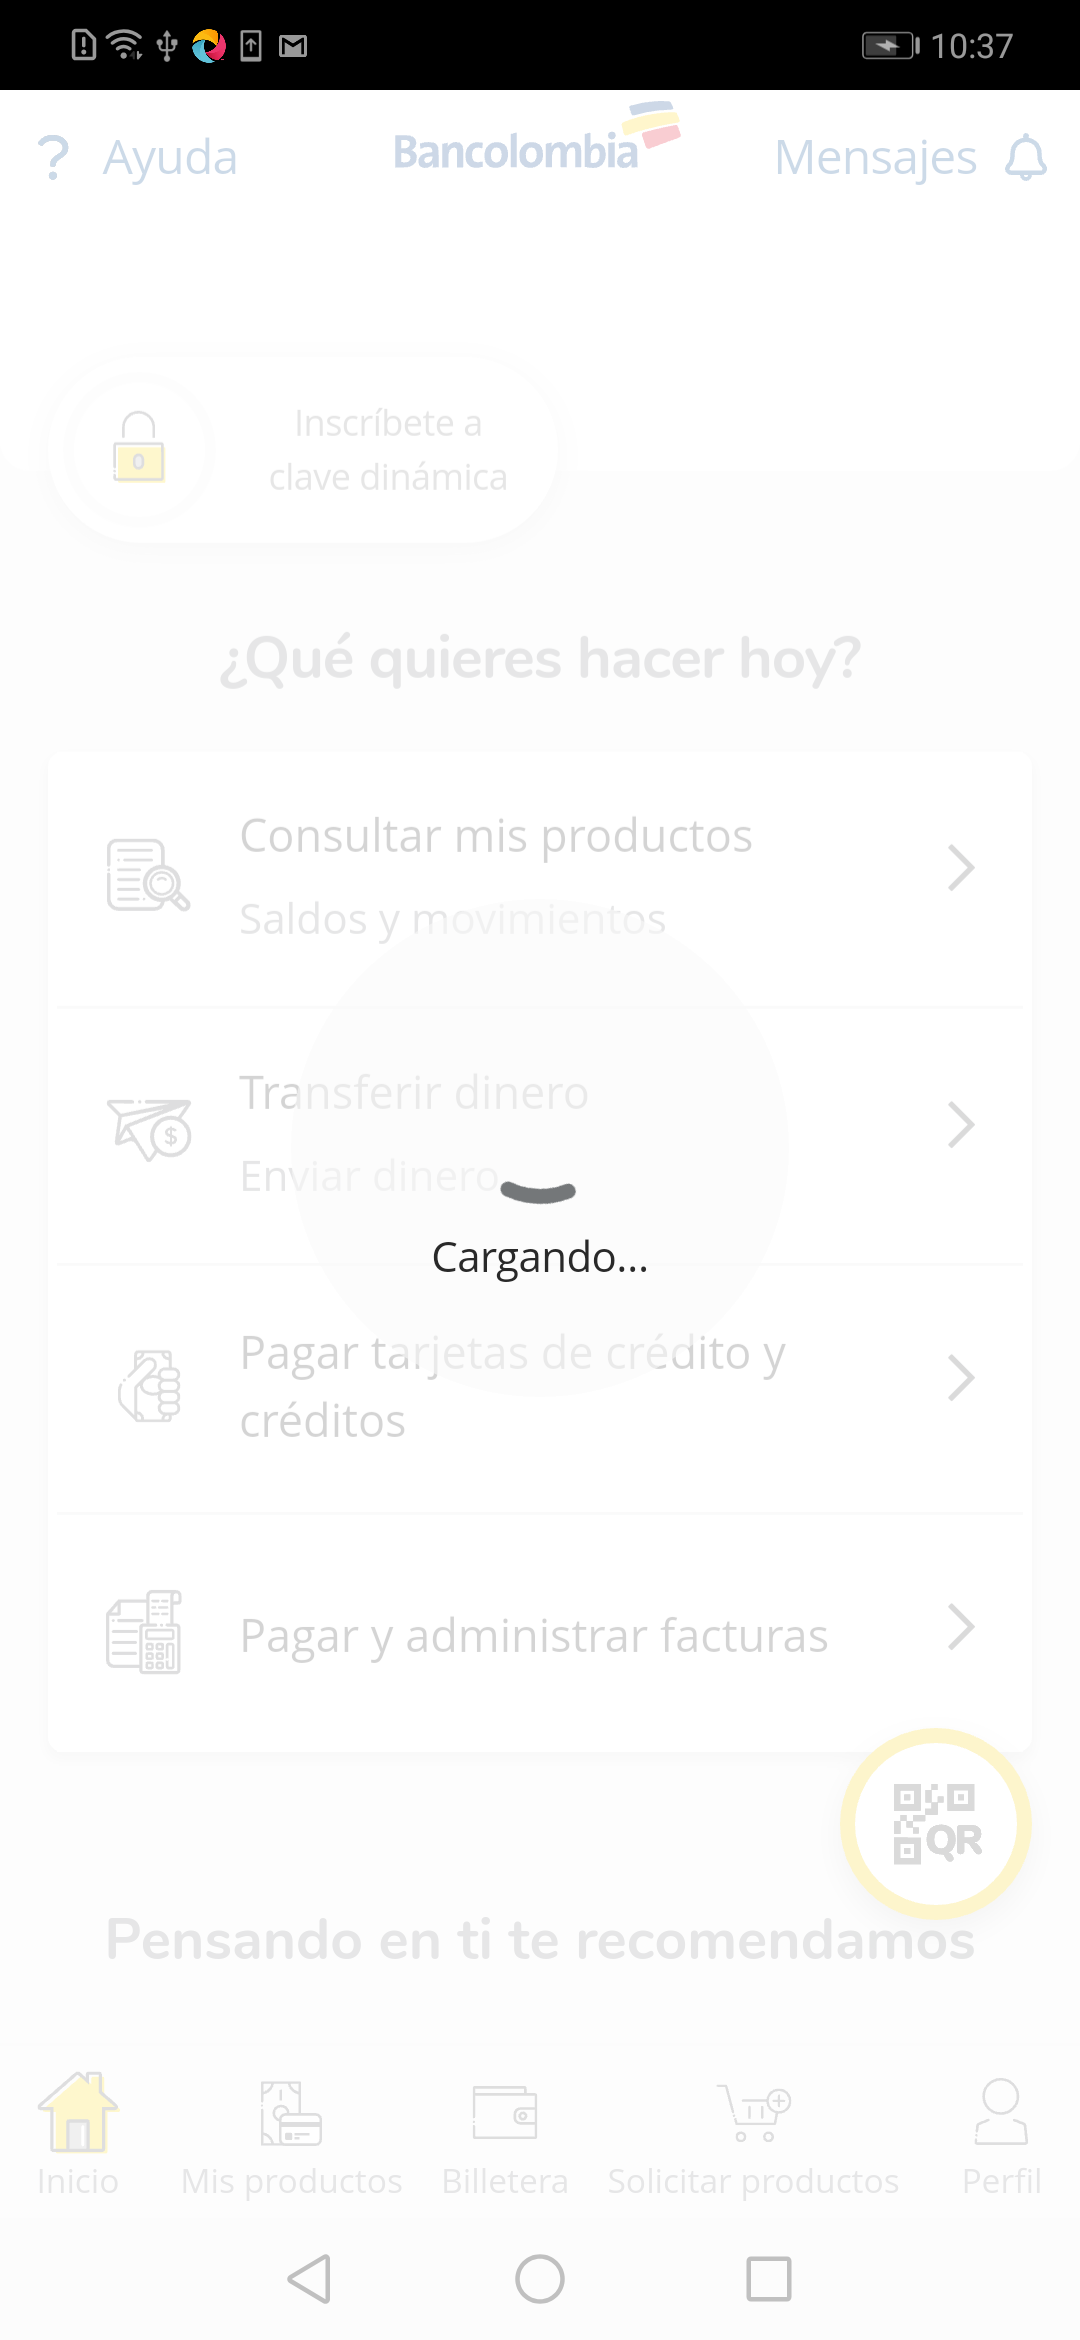 10:37
? Ayuda
Bancolombia
Mensajes
Inscríbete a
clave dinámica
¿Qué quieres hacer hoy?
Consultar mis productos
Saldos y movimientos
Transferir dinero
$
Enviar dinero
Cargando...
Pagar tarjetas de crédito y
créditos
Pagar y administrar facturas
QR
Pensando en ti te recomendamos
Inicio
Mis productos
Billetera
Solicitar productos
Perfil